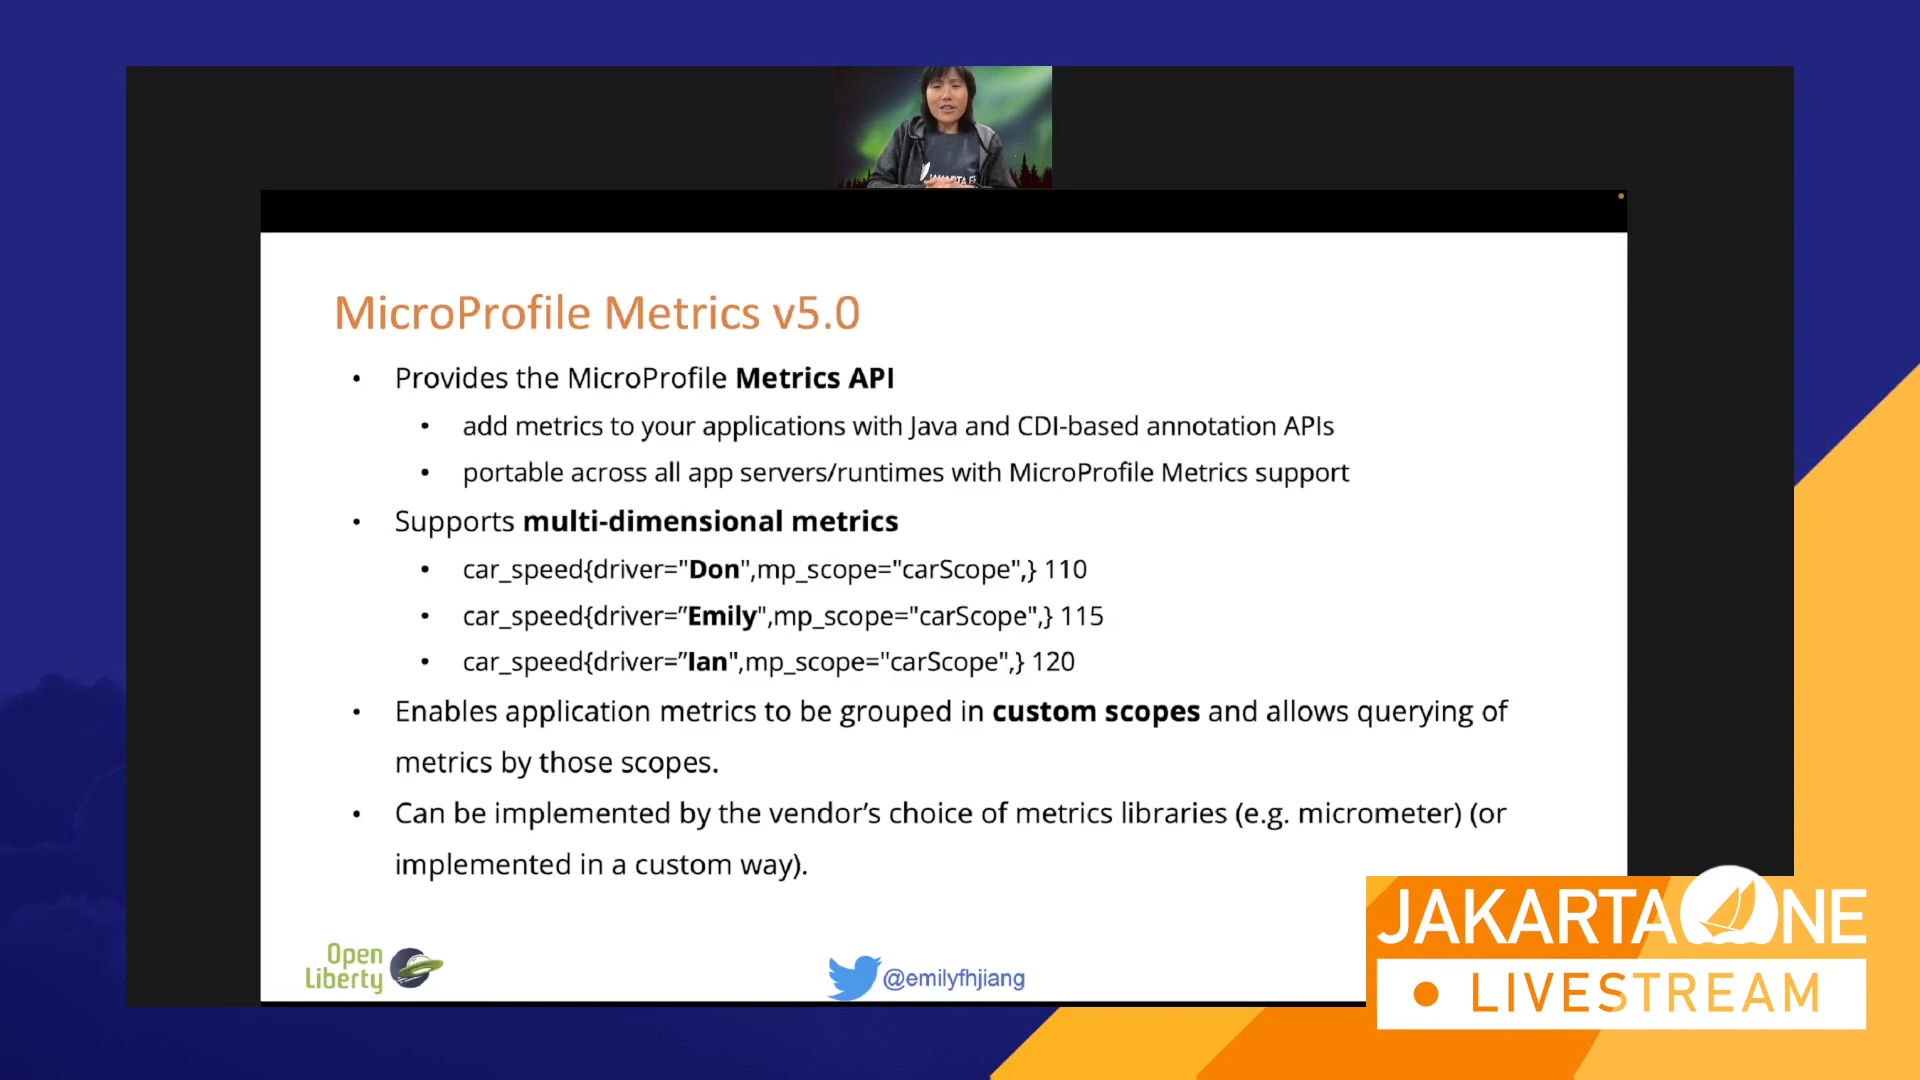 MicroProfile Metrics v5.0
• Provides the MicroProfile Metrics API
• add metrics to your applications with Java and CDI-based annotation APIs
• portable across all app servers/runtimes with MicroProfile Metrics support
• Supports multi-dimensional metrics
• car_speed{driver="Don",mp_scope="carScope",} 110
• car_speed{driver=”Emily",mp_scope="carScope",} 115
• car_speed{driver=”Ian",mp_scope="carScope",} 120
• Enables application metrics to be grouped in custom scopes and allows querying of
metrics by those scopes.
• Can be implemented by the vendor’s choice of metrics libraries (e.g. micrometer) (or
implemented in a custom way).
Open
Liberty
@emilyfhjiang
JAKARTAONE
LIVESTREAM